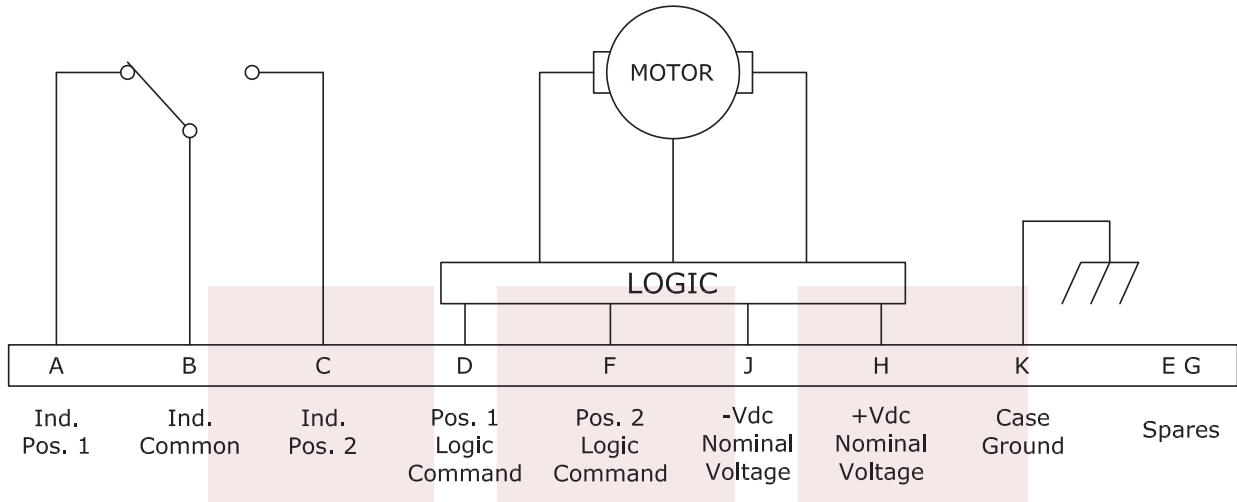 MOTOR
LOGIC
A B C D F J H K E G
Ind. Pos. 1
Ind. Common
Ind. Pos. 2
Pos. 1 Logic Command
Pos. 2 Logic Command
-Vdc Nominal Voltage
+Vdc Nominal Voltage
Case Ground
Spares